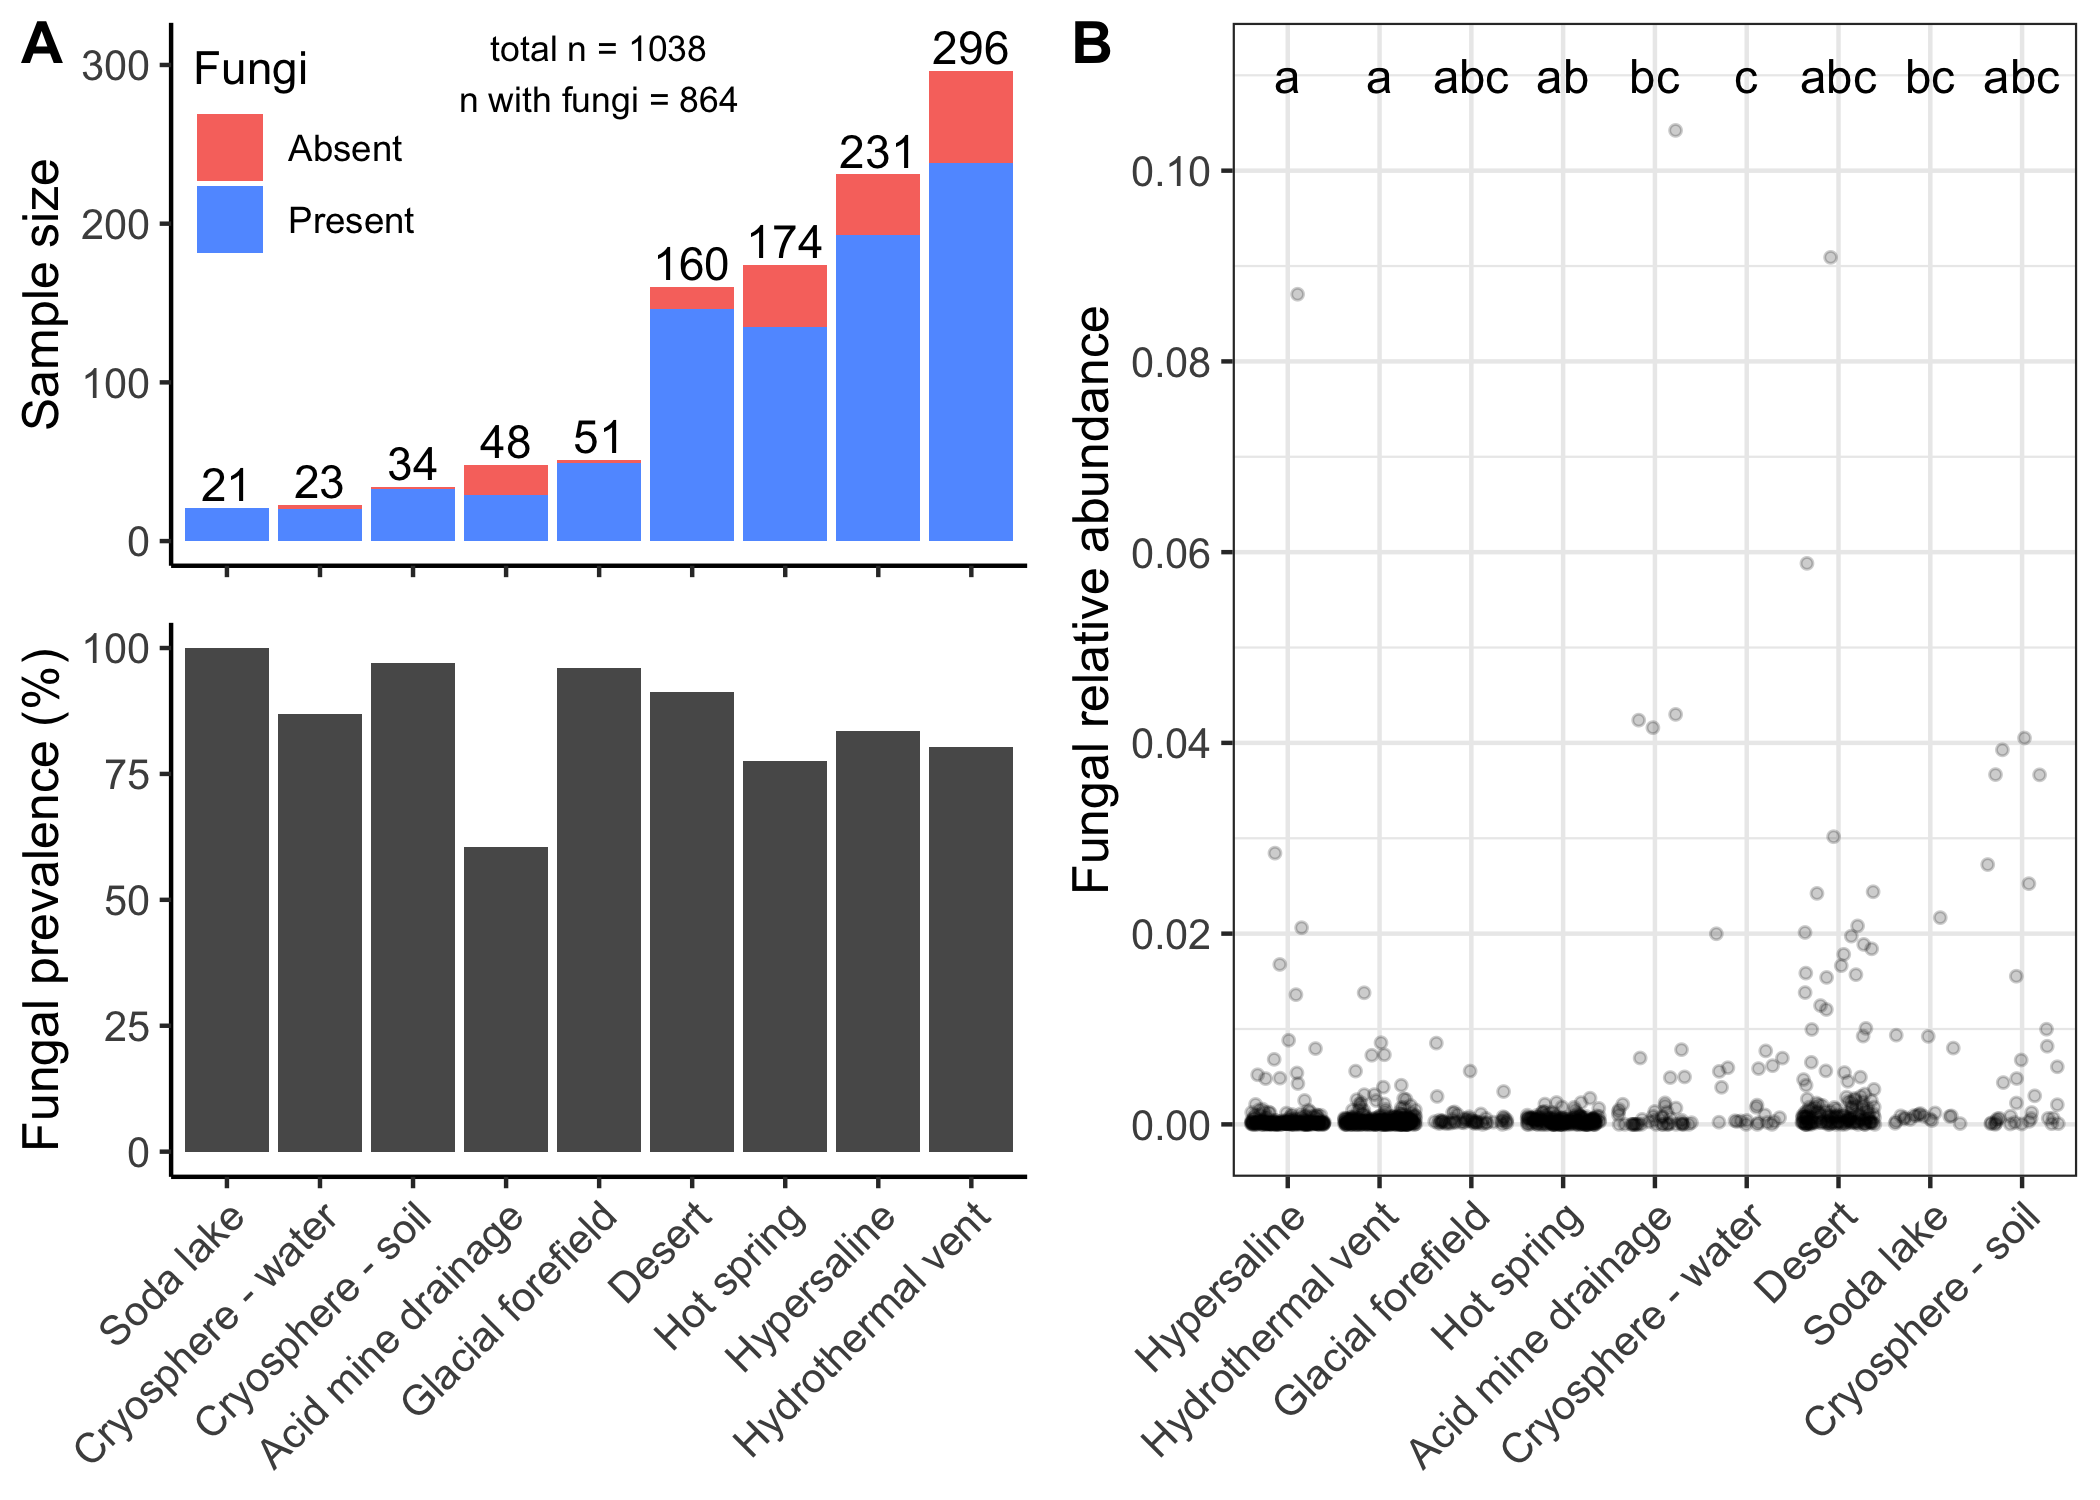 A
Fungi
Absent
Present
total n = 1038
n with fungi = 864
Sample size
300
200
100
0
21
23
34
48
51
160
174
231
296
Fungal prevalence (%)
100
75
50
25
0
Soda lake
Cryosphere - water
Cryosphere - soil
Acid mine drainage
Glacial forefield
Desert
Hot spring
Hypersaline
Hydrothermal vent
B
a a abc ab bc c abc bc abc
Fungal relative abundance
0.10
0.08
0.06
0.04
0.02
0.00
Hypersaline
Hydrothermal vent
Glacial forefield
Hot spring
Acid mine drainage
Cryosphere - water
Desert
Soda lake
Cryosphere - soil